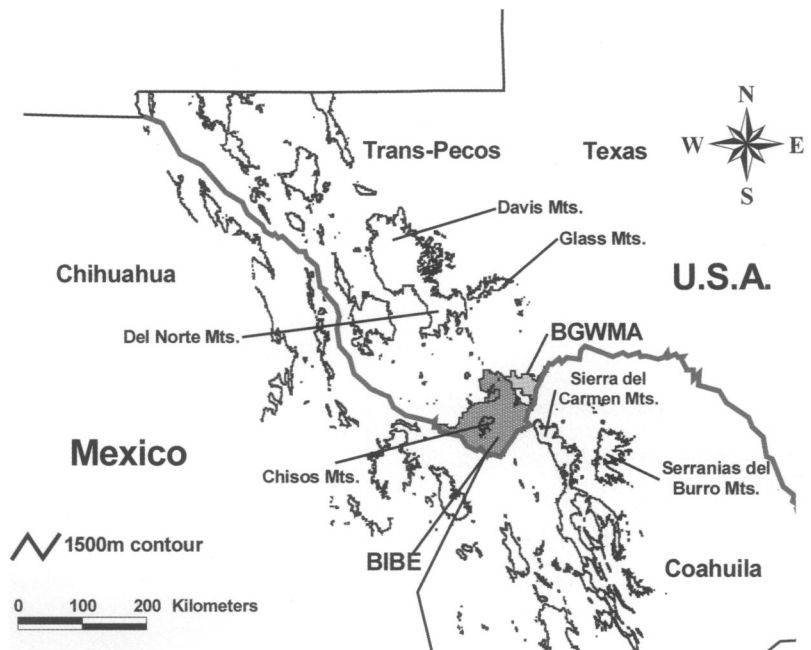 N
W E
S
Trans-Pecos Texas
Davis Mts.
Glass Mts.
Chihuahua
U.S.A.
Del Norte Mts.
BGWMA
Sierra del
Carmen Mts.
Mexico
Chisos Mts.
Serranias del
Burro Mts.
1500m contour
BIBE
Coahuila
0 100 200 Kilometers